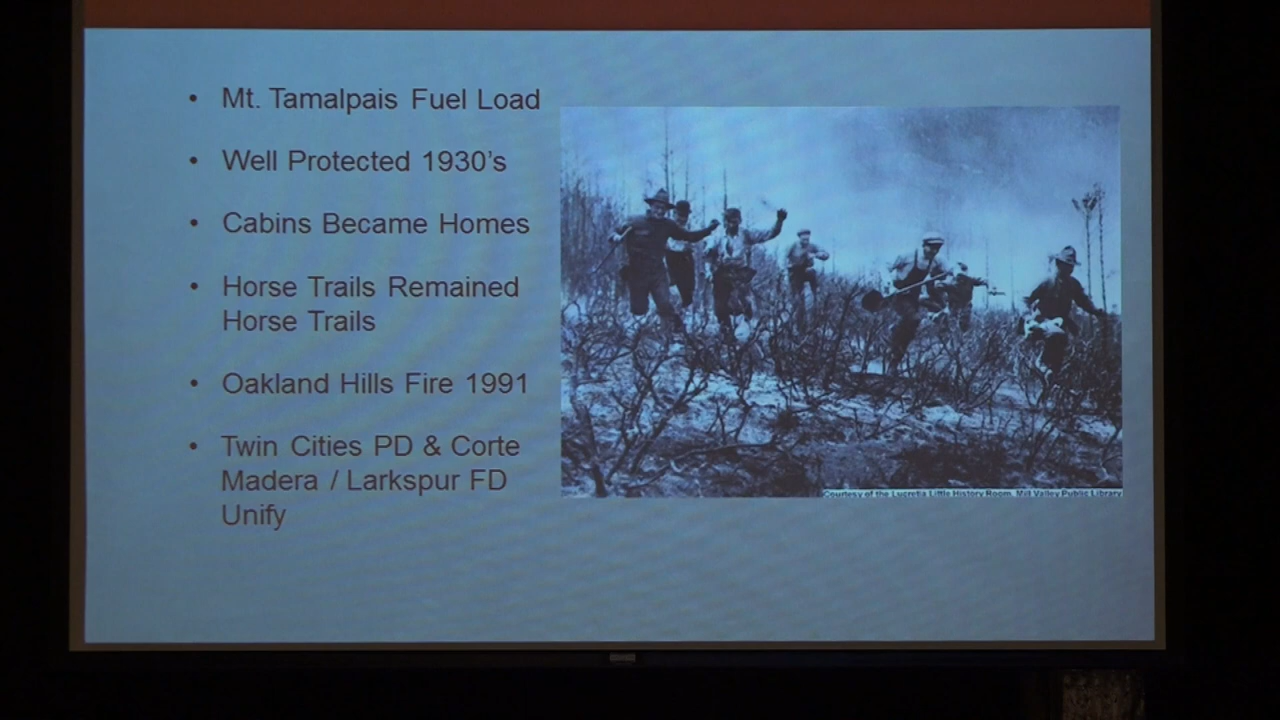 • Mt. Tamalpais Fuel Load
• Well Protected 1930’s
• Cabins Became Homes
• Horse Trails Remained
Horse Trails
• Oakland Hills Fire 1991
• Twin Cities PD & Corte
Madera / Larkspur FD
Unify
Courtesy of the Lucretia Little History Room, Mill Valley Public Library